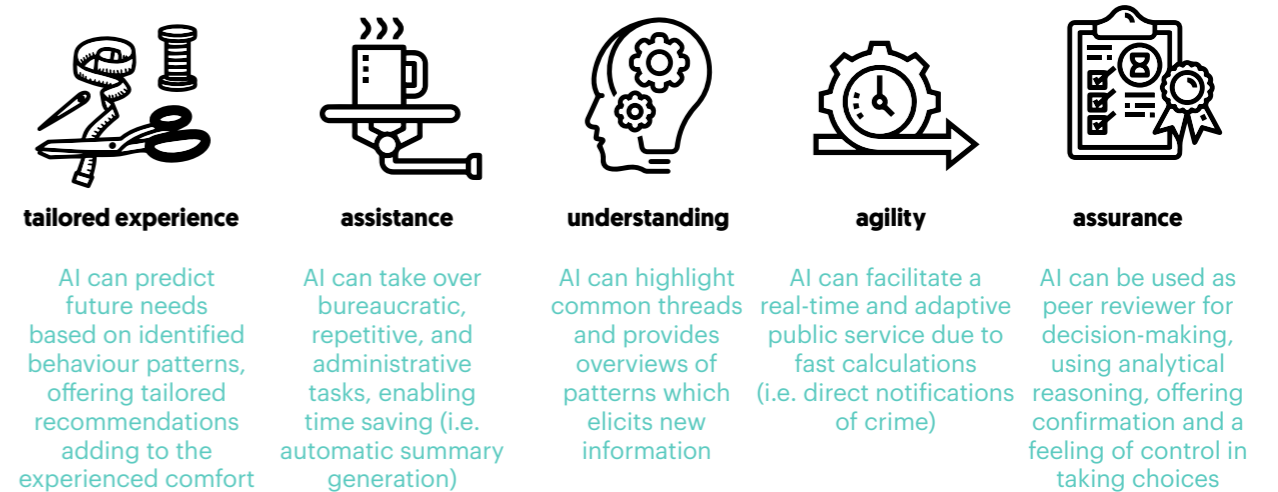 tailored experience
AI can predict
future needs
based on identified
behaviour patterns,
offering tailored
recommendations
adding to the
experienced comfort
assistance
AI can take over
bureaucratic,
repetitive, and
administrative
tasks, enabling
time saving (i.e.
automatic summary
generation)
understanding
AI can highlight
common threads
and provides
overviews of
patterns which
elicits new
information
agility
AI can facilitate a
real-time and adaptive
public service due to
fast calculations
(i.e. direct notifications
of crime)
assurance
AI can be used as
peer reviewer for
decision-making,
using analytical
reasoning, offering
confirmation and a
feeling of control in
taking choices